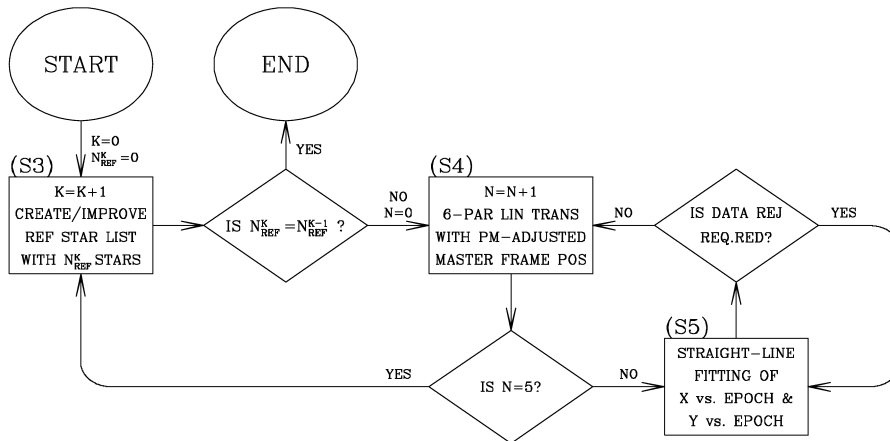 START
END
K=0
N^K_REF=0
YES
(S3)
K=K+1
CREATE/IMPROVE
REF STAR LIST
WITH N^K_REF STARS
IS N^K_REF=N^K-1_REF ?
NO
N=0
(S4)
N=N+1
6-PAR LIN TRANS
WITH PM-ADJUSTED
MASTER FRAME POS
NO
IS DATA REJ
REQ.RED?
YES
YES
IS N=5?
NO
(S5)
STRAIGHT-LINE
FITTING OF
X vs. EPOCH &
Y vs. EPOCH